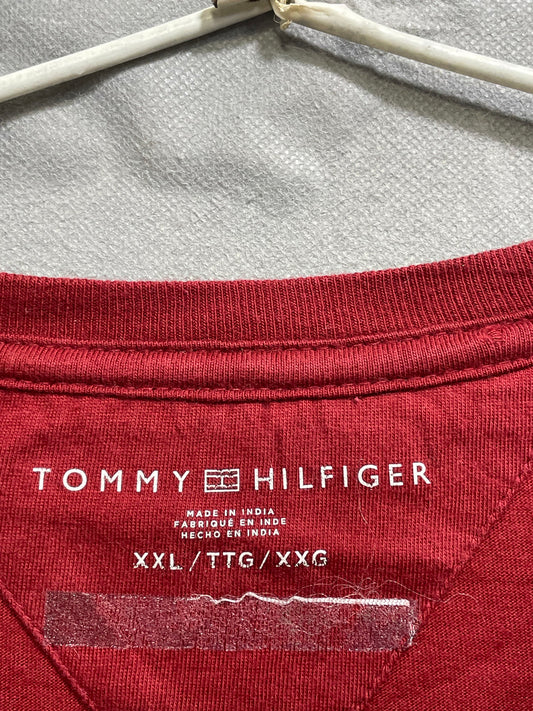 TOMMY HILFIGER
MADE IN INDIA
FABRIQUÉ EN INDE
HECHO EN INDIA
XXL/TTG/XXG